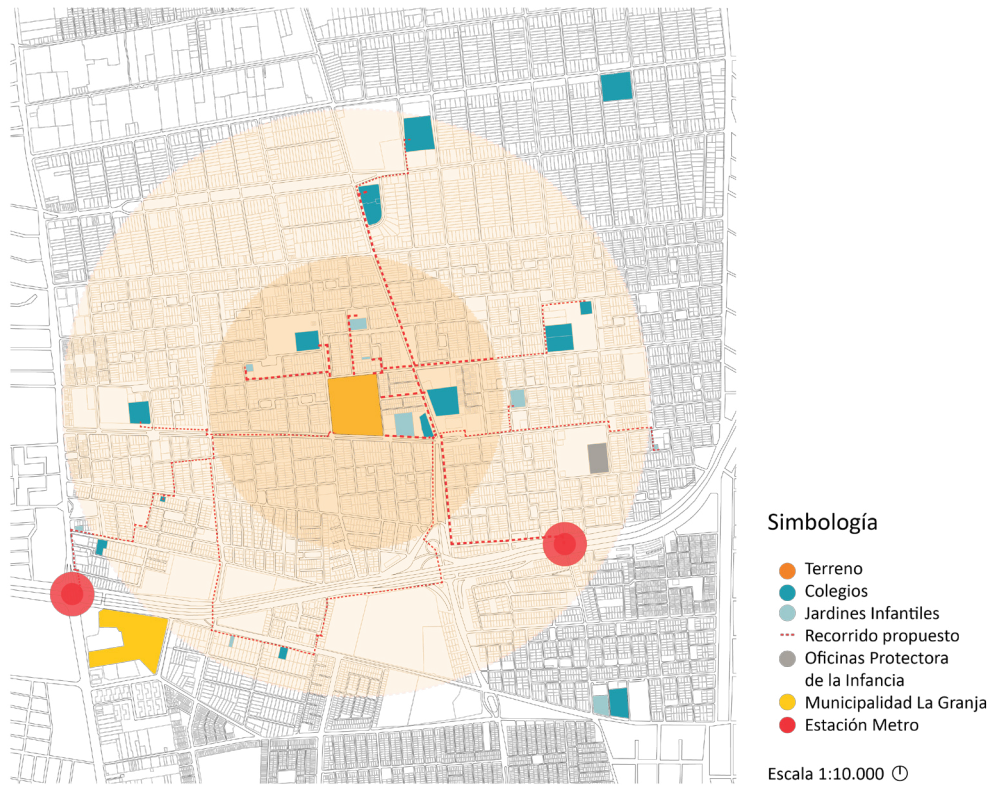 Simbología
Terreno
Colegios
Jardines Infantiles
Recorrido propuesto
Oficinas Protectora
de la Infancia
Municipalidad La Granja
Estación Metro
Escala 1:10.000